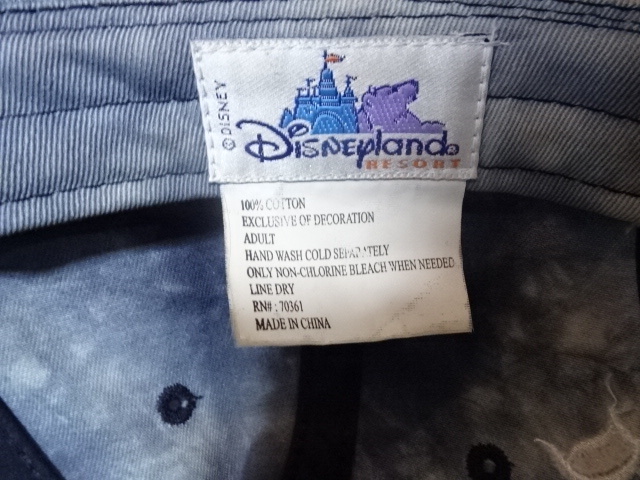 © DISNEY
Disneyland®
RESORT
100% COTTON
EXCLUSIVE OF DECORATION
ADULT
HAND WASH COLD SEPARATELY
ONLY NON-CHLORINE BLEACH WHEN NEEDED
LINE DRY
RN# : 70361
MADE IN CHINA